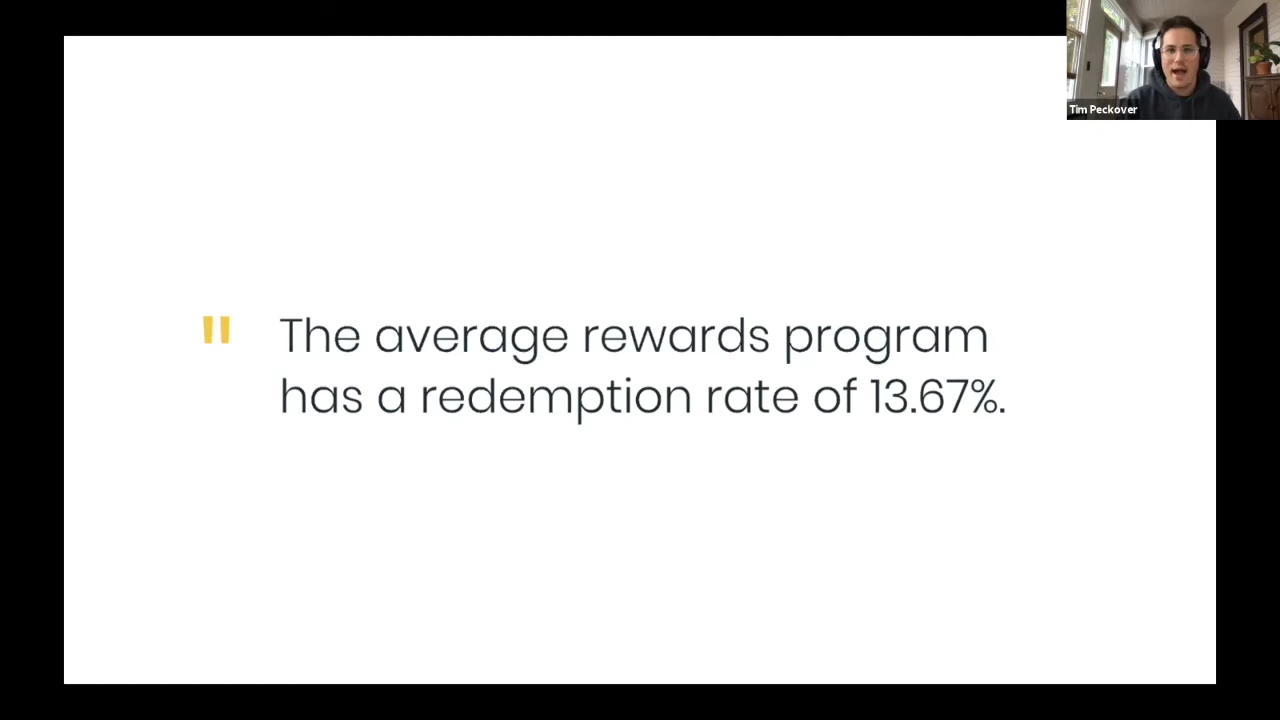 Tim Peckover
" The average rewards program
has a redemption rate of 13.67%.